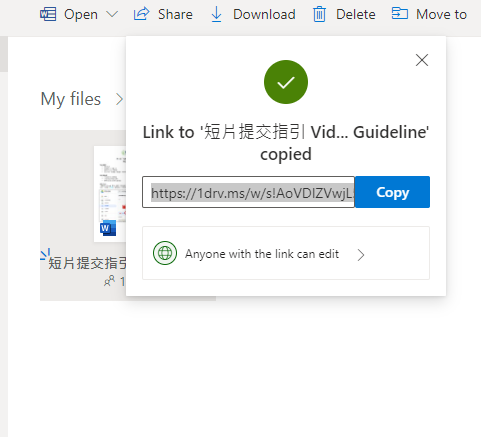 Open Share Download Delete Move to
My files
Link to '短片提交指引 Vid... Guideline'
copied
https://1drv.ms/w/s!AoVDIZVwjL
Copy
Anyone with the link can edit
短片提交指引
1